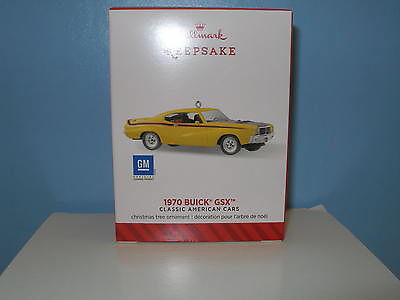 Hallmark
KEEPSAKE
GM
1970 BUICK® GSX™
CLASSIC AMERICAN CARS
christmas tree ornament | décoration pour l'arbre de noël